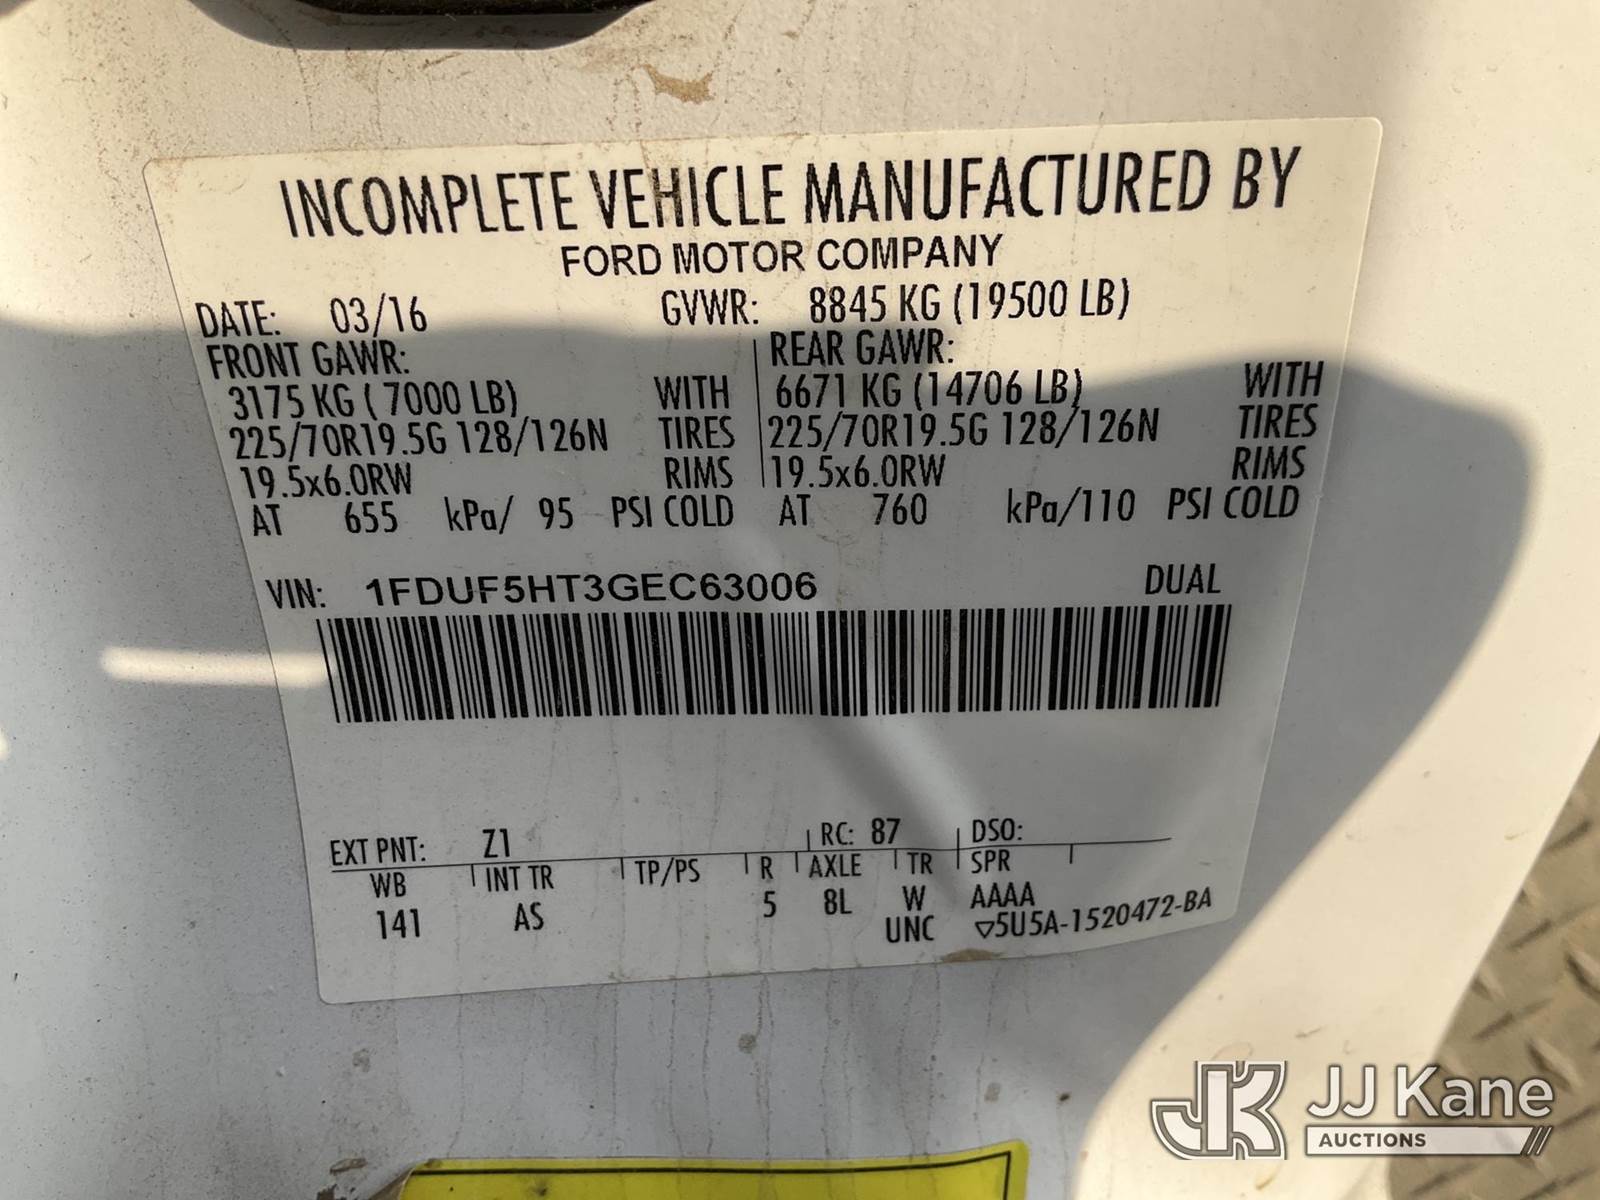 INCOMPLETE VEHICLE MANUFACTURED BY
FORD MOTOR COMPANY
DATE: 03/16 GVWR: 8845 KG (19500 LB)
FRONT GAWR: REAR GAWR:
3175 KG ( 7000 LB) WITH 6671 KG (14706 LB) WITH
225/70R19.5G 128/126N TIRES 225/70R19.5G 128/126N TIRES
19.5x6.0RW RIMS 19.5x6.0RW RIMS
AT 655 kPa/ 95 PSI COLD AT 760 kPa/110 PSI COLD
VIN: 1FDUF5HT3GEC63006 DUAL
EXT PNT: Z1 RC: 87 DSO:
WB INT TR TP/PS R AXLE TR SPR
141 AS 5 8L W AAAA
UNC ▽5U5A-1520472-BA
JK JJ Kane
AUCTIONS